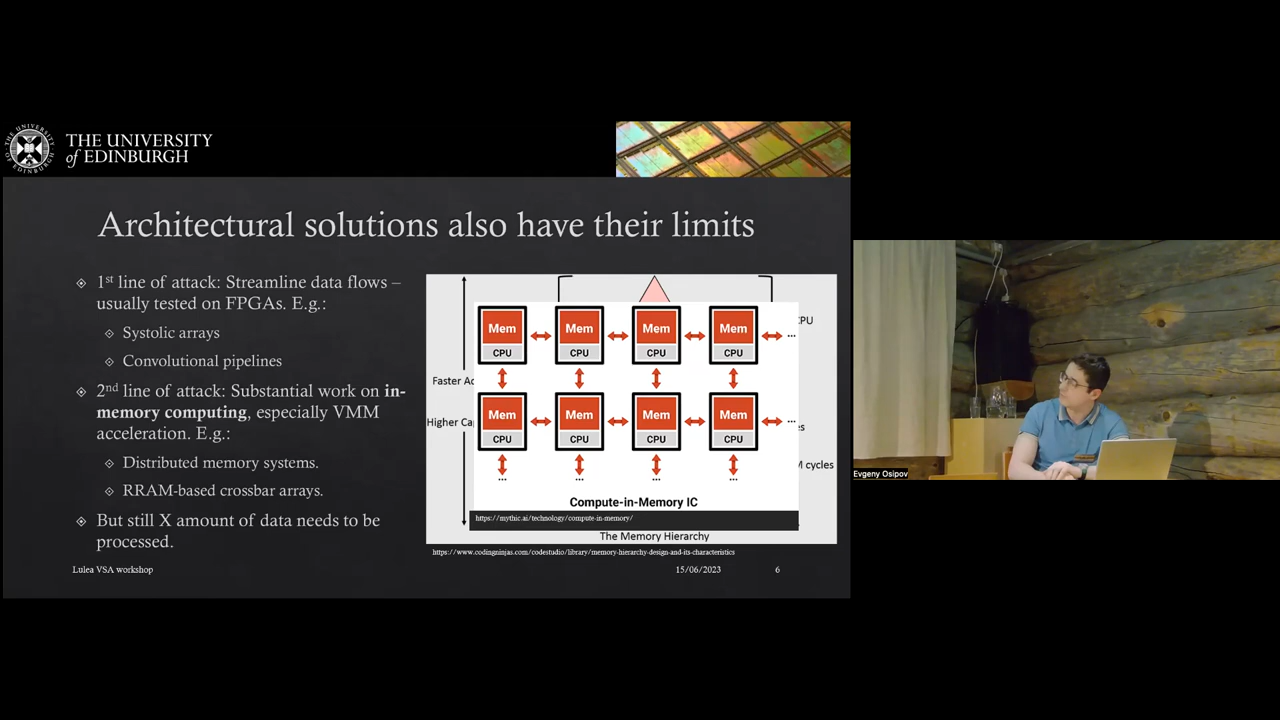 THE UNIVERSITY
of EDINBURGH
Architectural solutions also have their limits
1st line of attack: Streamline data flows –
usually tested on FPGAs. E.g.:
Systolic arrays
Convolutional pipelines
2nd line of attack: Substantial work on in-
memory computing, especially VMM
acceleration. E.g.:
Distributed memory systems.
RRAM-based crossbar arrays.
But still X amount of data needs to be
processed.
Faster Ac
Higher Cap
CPU
es
M cycles
Mem Mem Mem Mem
CPU CPU CPU CPU ...
Mem Mem Mem Mem
CPU CPU CPU CPU ...
... ... ... ...
Compute-in-Memory IC
https://mythic.ai/technology/compute-in-memory/
The Memory Hierarchy
https://www.codingninjas.com/codestudio/library/memory-hierarchy-design-and-its-characteristics
Lulea VSA workshop
15/06/2023
6
Evgeny Osipov